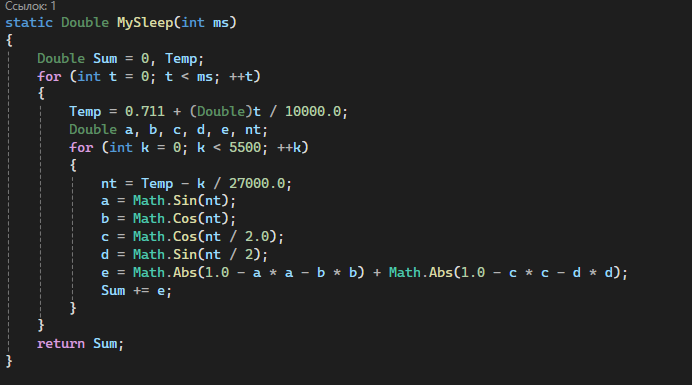 Ссылок: 1
static Double MySleep(int ms)
{
Double Sum = 0, Temp;
for (int t = 0; t < ms; ++t)
{
Temp = 0.711 + (Double)t / 10000.0;
Double a, b, c, d, e, nt;
for (int k = 0; k < 5500; ++k)
{
nt = Temp - k / 27000.0;
a = Math.Sin(nt);
b = Math.Cos(nt);
c = Math.Cos(nt / 2.0);
d = Math.Sin(nt / 2);
e = Math.Abs(1.0 - a * a - b * b) + Math.Abs(1.0 - c * c - d * d);
Sum += e;
}
}
return Sum;
}